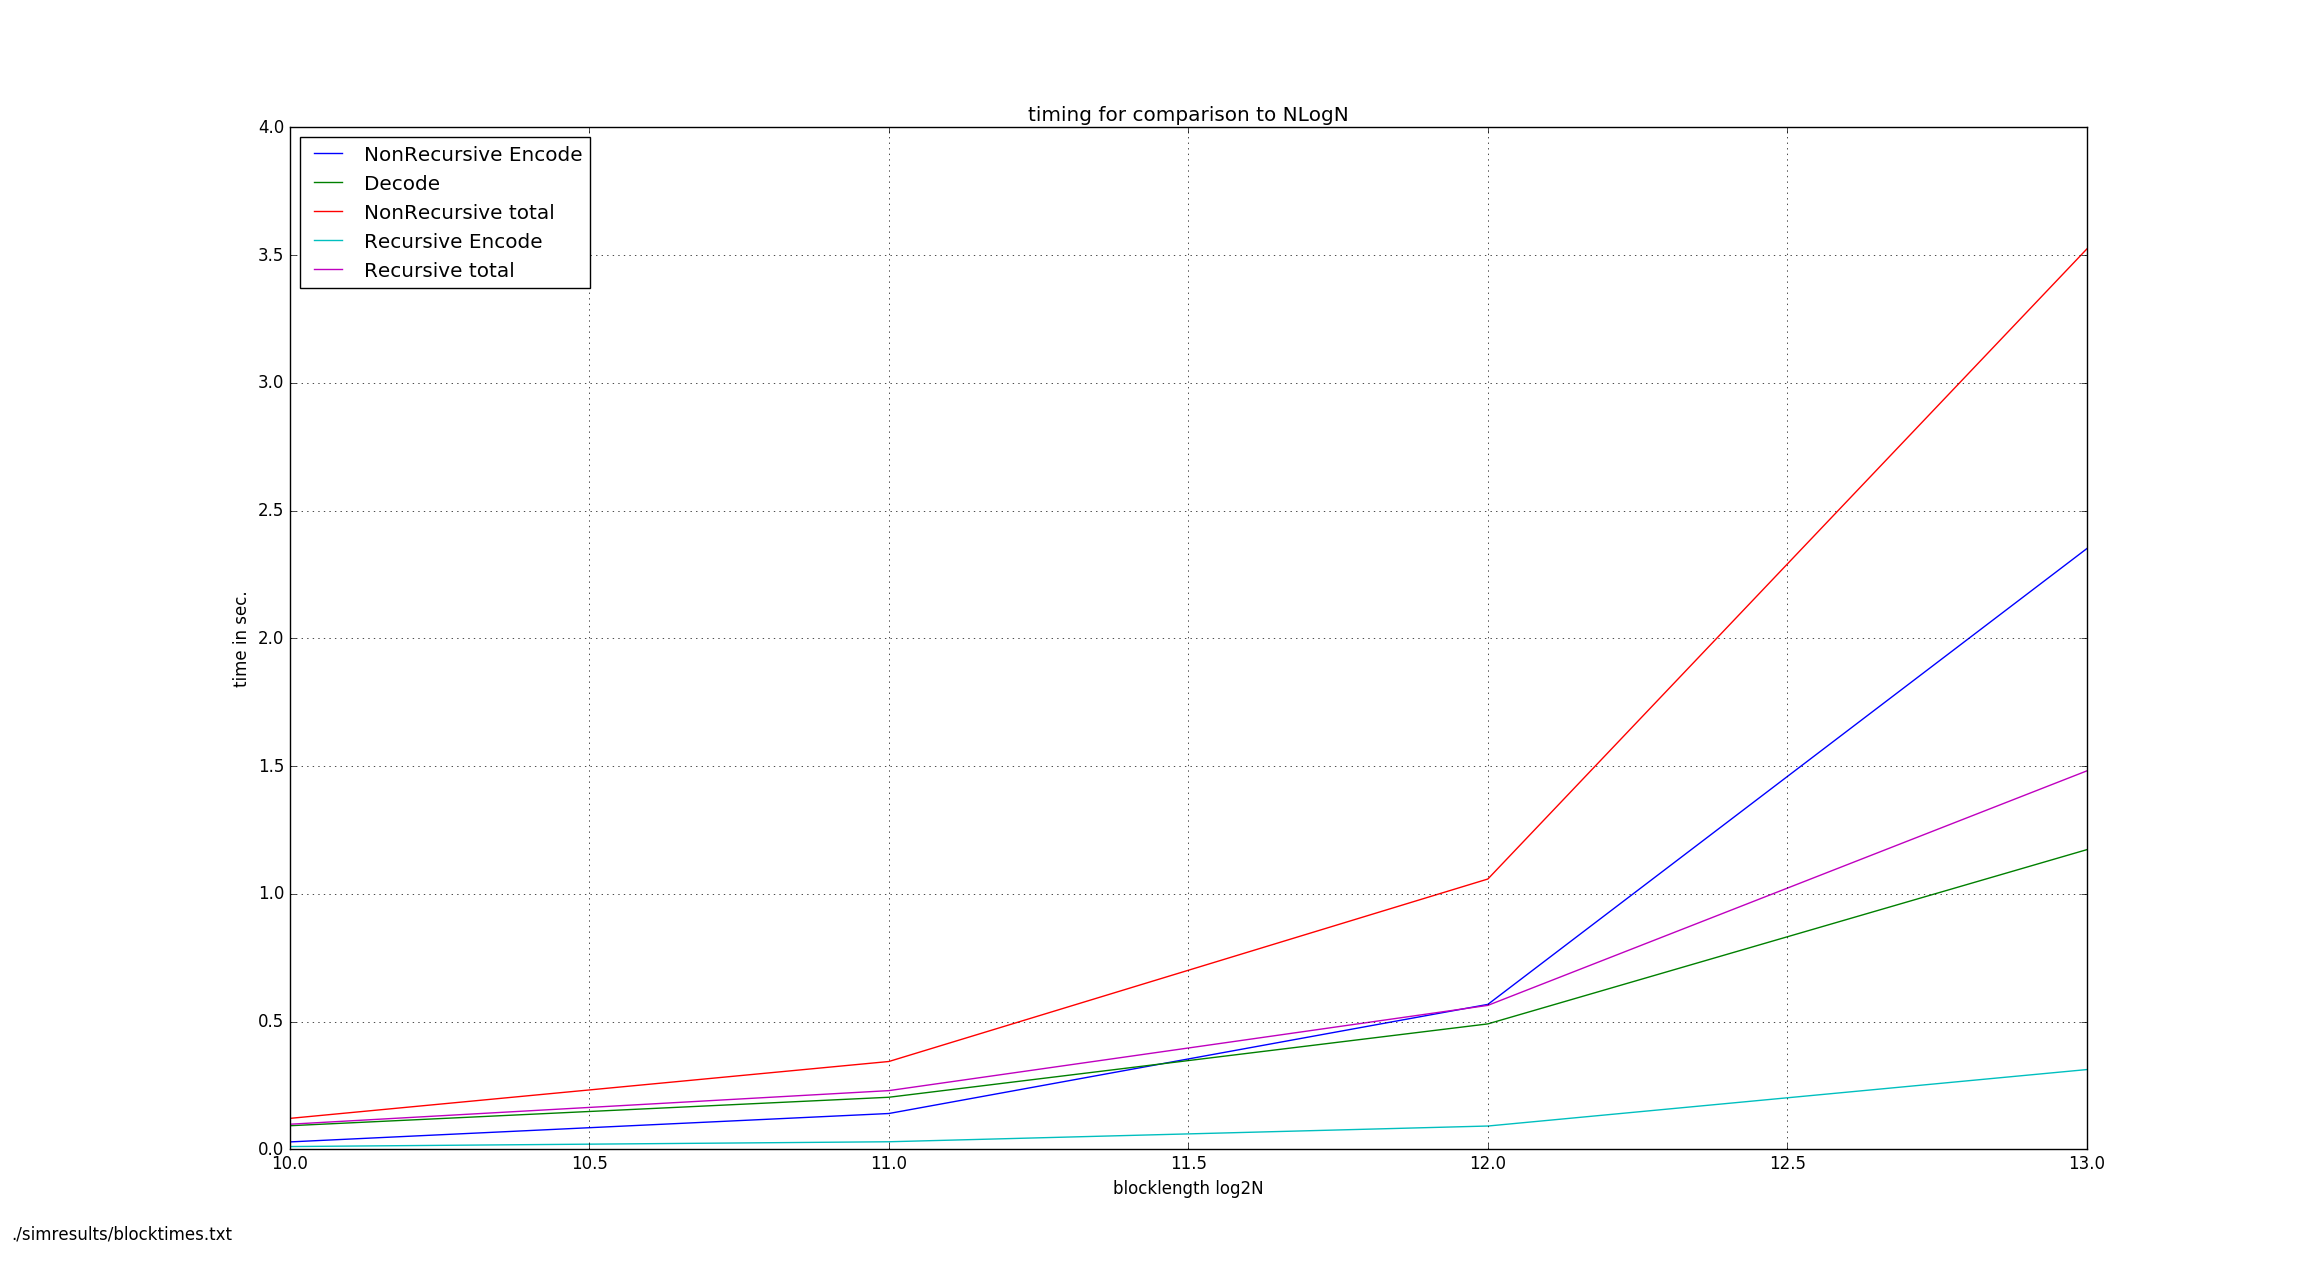 timing for comparison to NLogN
4.0
3.5
3.0
2.5
2.0
1.5
1.0
0.5
0.0
time in sec.
NonRecursive Encode
Decode
NonRecursive total
Recursive Encode
Recursive total
10.0 10.5 11.0 11.5 12.0 12.5 13.0
blocklength log2N
./simresults/blocktimes.txt